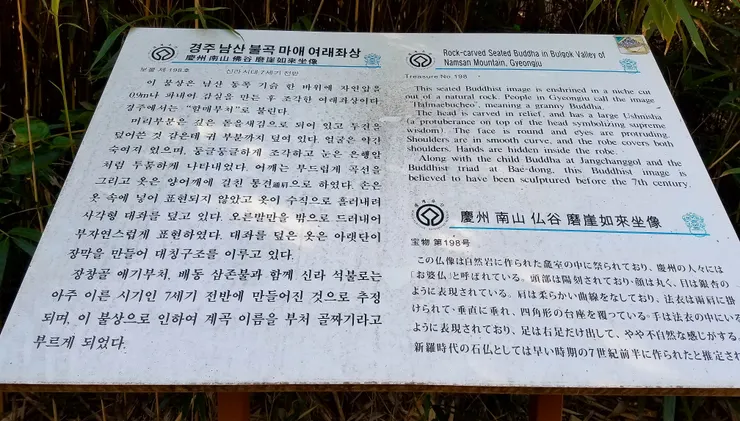 경주 남산 불곡 마애 여래좌상
慶州 南山 佛谷 磨崖如來坐像
보물 제 198호 신라시대 7세기 전반
이 불상은 남산 동쪽 기슭 한 바위에 자연암을
0.9m나 파내어 감실을 만든 후 조각한 여래좌상이다.
경주에서는 "할매부처"로 불린다.
머리부분은 깊은 돋을새김으로 되어 있고 두건을
덮어쓴 것 같은데 귀 부분까지 덮여 있다. 얼굴은 약간
숙여져 있으며, 둥글둥글하게 조각하고 눈은 은행알
처럼 두툼하게 나타내었다. 어깨는 부드럽게 곡선을
그리고 옷은 양어깨에 걸친 통견通肩으로 하였다. 손은
옷 속에 넣어 표현되지 않았고 옷이 수직으로 흘러내려
사각형 대좌를 덮고 있다. 오른발만을 밖으로 드러내어
부자연스럽게 표현하였다. 대좌를 덮은 옷은 아랫단이
장막을 만들어 대칭구조를 이루고 있다.
장창골 애기부처, 배동 삼존불과 함께 신라 석불로는
아주 이른 시기인 7세기 전반에 만들어진 것으로 추정
되며, 이 불상으로 인하여 계곡 이름을 부처 골짜기라고
부르게 되었다.
Rock-carved Seated Buddha in Bulgok Valley of
Namsan Mountain, Gyeongju
Treasure No. 198
This seated Buddhist image is enshrined in a niche cut
out of a natural rock. People in Gyeongju call the image
'Halmaebucheo', meaning a granny Buddha.
The head is carved in relief, and has a large Ushnisha
(a protuberance on top of the head symbolizing supreme
wisdom). The face is round and eyes are protruding.
Shoulders are in smooth curve, and the robe covers both
shoulders. Hands are hidden inside the robe.
Along with the child Buddha at Jangchanggol and the
Buddhist triad at Bae-dong, this Buddhist image is
believed to have been sculptured before the 7th century.
慶州 南山 仏谷 磨崖如来坐像
宝物 第198号
この仏像は自然岩に作られた龕室の中に祭られており、慶州の人々には
「お婆仏」と呼ばれている。頭部は陽刻されており、顔は丸く、目は銀杏の
ように表現されている。肩は柔らかい曲線をなしており、法衣は両肩に掛
けられて、垂直に垂れ、四角形の台座を覆っている。手は法衣の中にいる
ように表現されており、足は右足だけ出して、やや不自然な感じがする。
新羅時代の石仏としては早い時期の7世紀前半に作られたと推定され